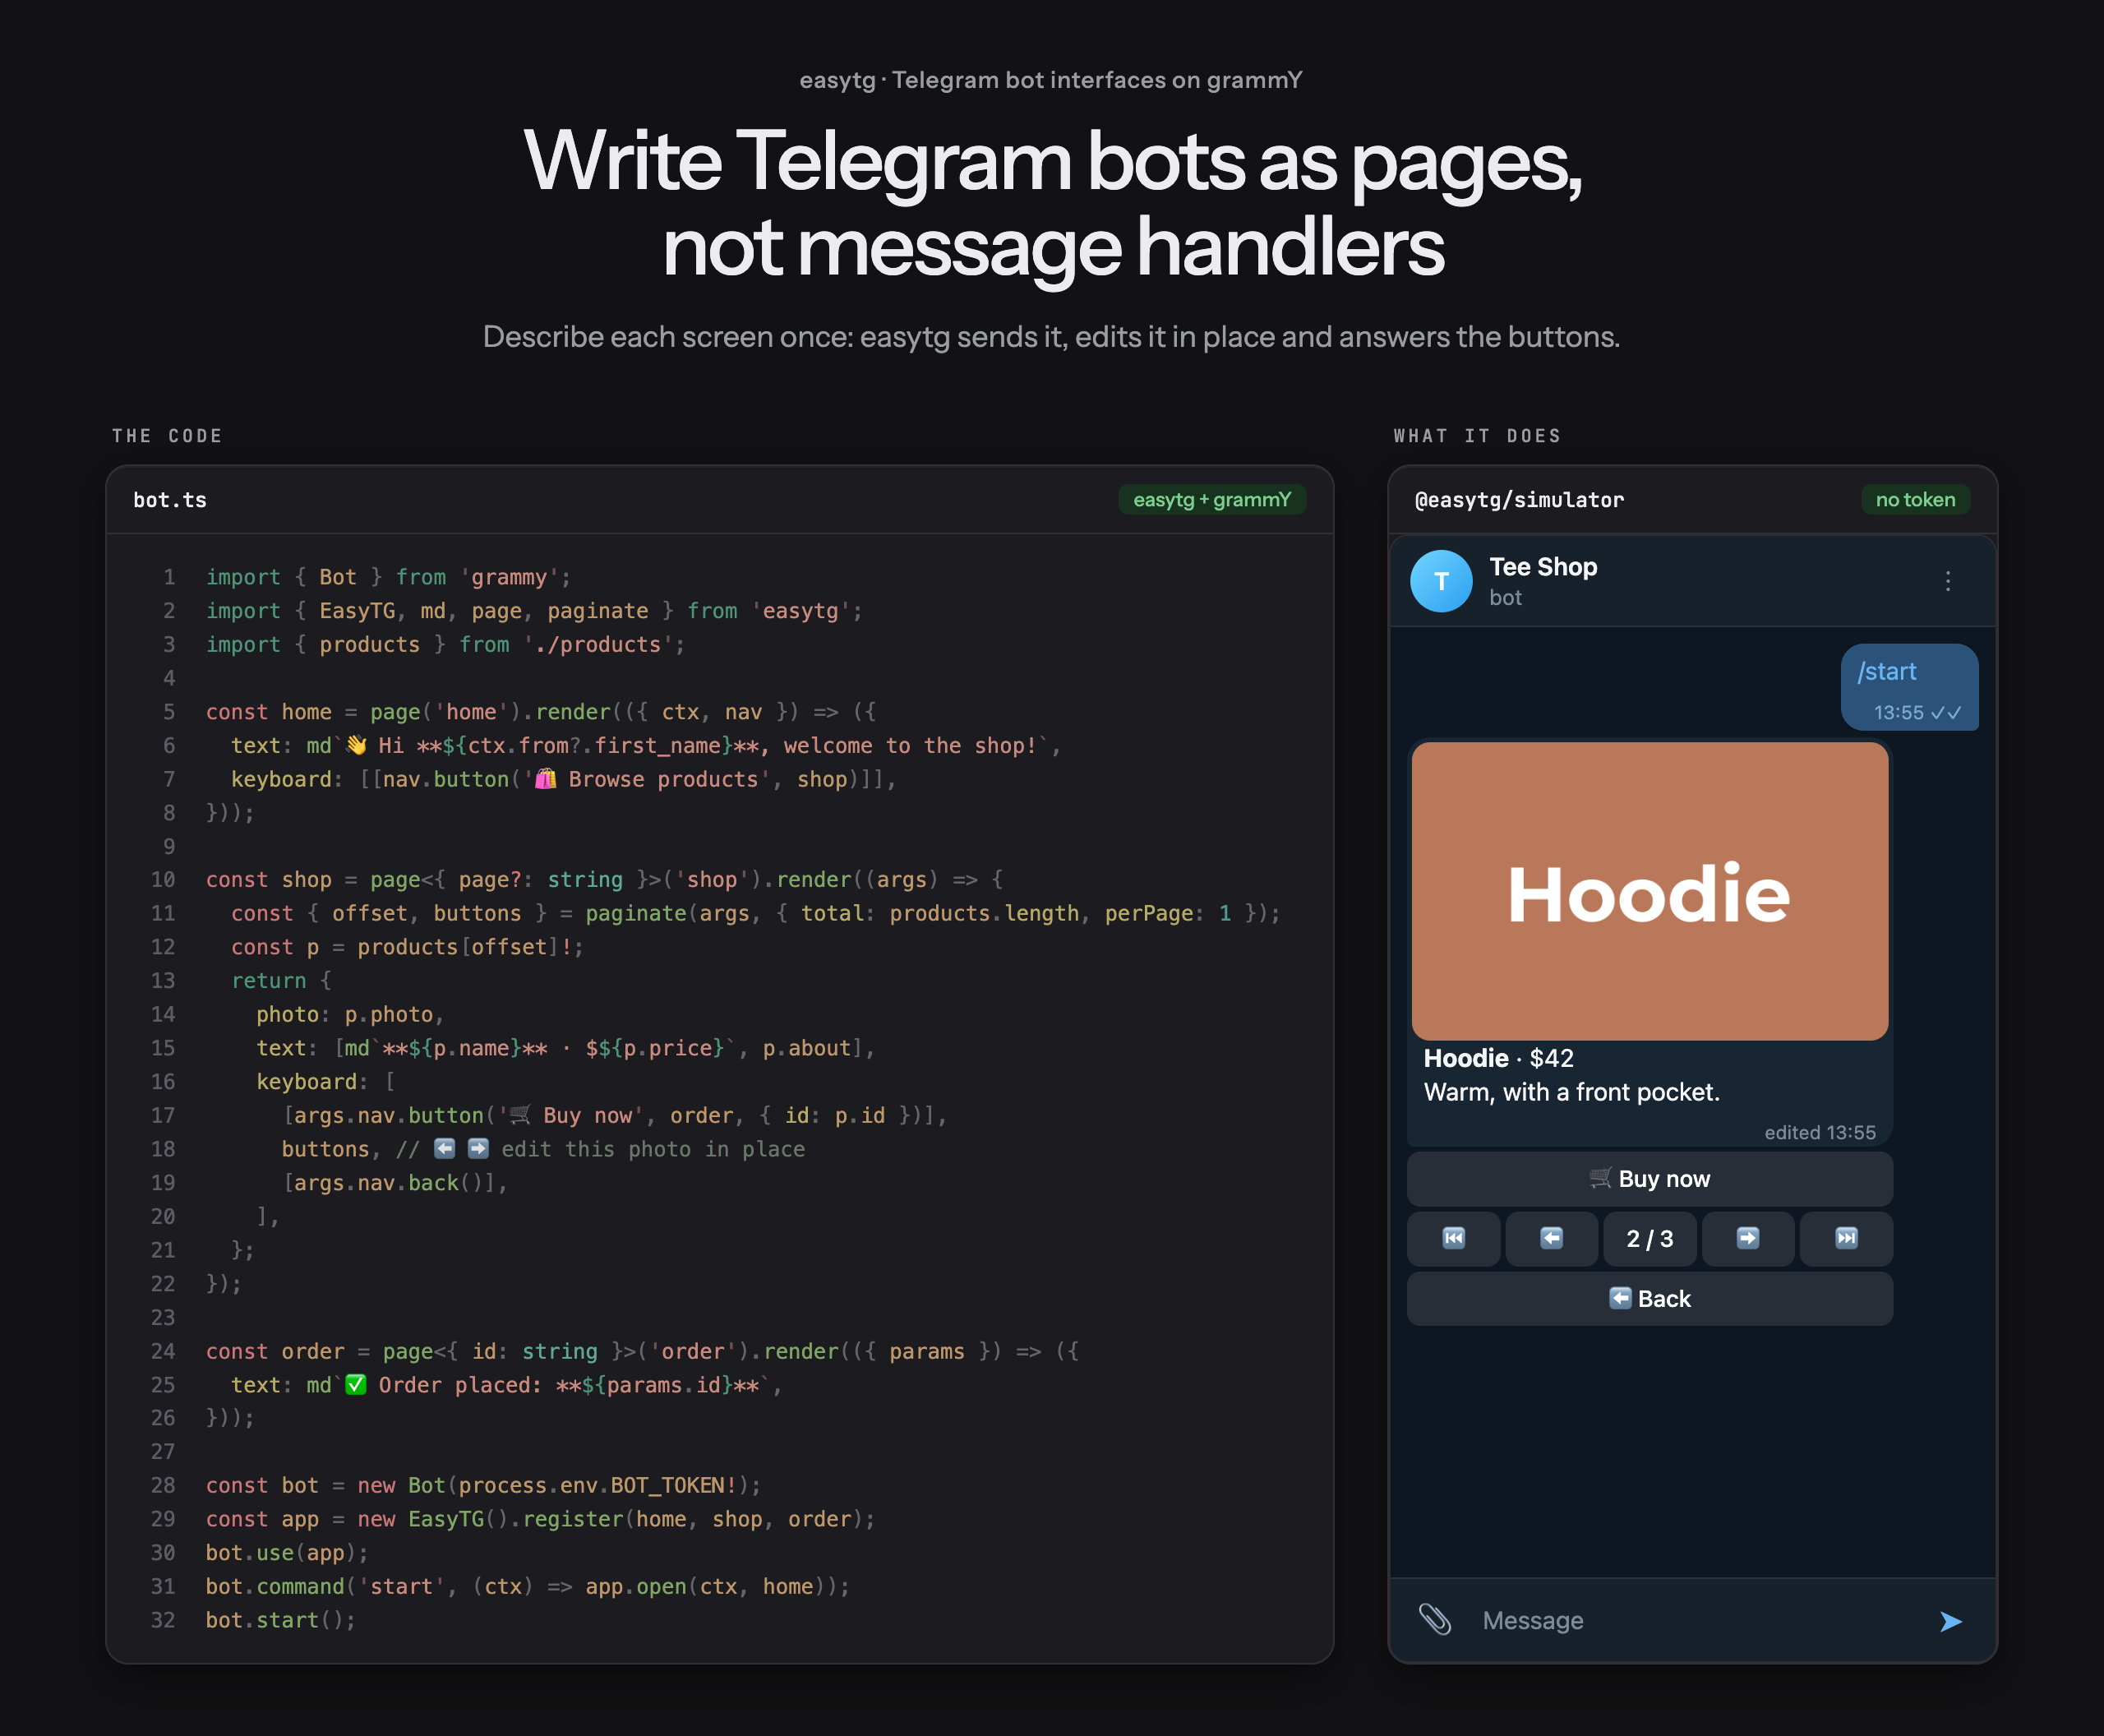 easytg · Telegram bot interfaces on grammY
Write Telegram bots as pages,
not message handlers
Describe each screen once: easytg sends it, edits it in place and answers the buttons.
THE CODE
bot.ts
easytg + grammY
1 import { Bot } from 'grammy';
2 import { EasyTG, md, page, paginate } from 'easytg';
3 import { products } from './products';
4
5 const home = page('home').render(({ ctx, nav }) => ({
6   text: md`👋 Hi **${ctx.from?.first_name}**, welcome to the shop!`,
7   keyboard: [[nav.button('🛍️ Browse products', shop)]],
8 }));
9
10 const shop = page<{ page?: string }>('shop').render((args) => {
11   const { offset, buttons } = paginate(args, { total: products.length, perPage: 1 });
12   const p = products[offset]!;
13   return {
14     photo: p.photo,
15     text: [md`**${p.name}** · $${p.price}`, p.about],
16     keyboard: [
17       [args.nav.button('🛒 Buy now', order, { id: p.id })],
18       buttons, // ⬅️ ➡️ edit this photo in place
19       [args.nav.back()],
20     ],
21   };
22 });
23
24 const order = page<{ id: string }>('order').render(({ params }) => ({
25   text: md`✅ Order placed: **${params.id}**`,
26 }));
27
28 const bot = new Bot(process.env.BOT_TOKEN!);
29 const app = new EasyTG().register(home, shop, order);
30 bot.use(app);
31 bot.command('start', (ctx) => app.open(ctx, home));
32 bot.start();
WHAT IT DOES
@easytg/simulator
no token
T
Tee Shop
bot
/start
13:55 ✓✓
Hoodie
Hoodie · $42
Warm, with a front pocket.
edited 13:55
🛒 Buy now
⏮️ ⬅️ 2 / 3 ➡️ ⏭️
⬅️ Back
Message